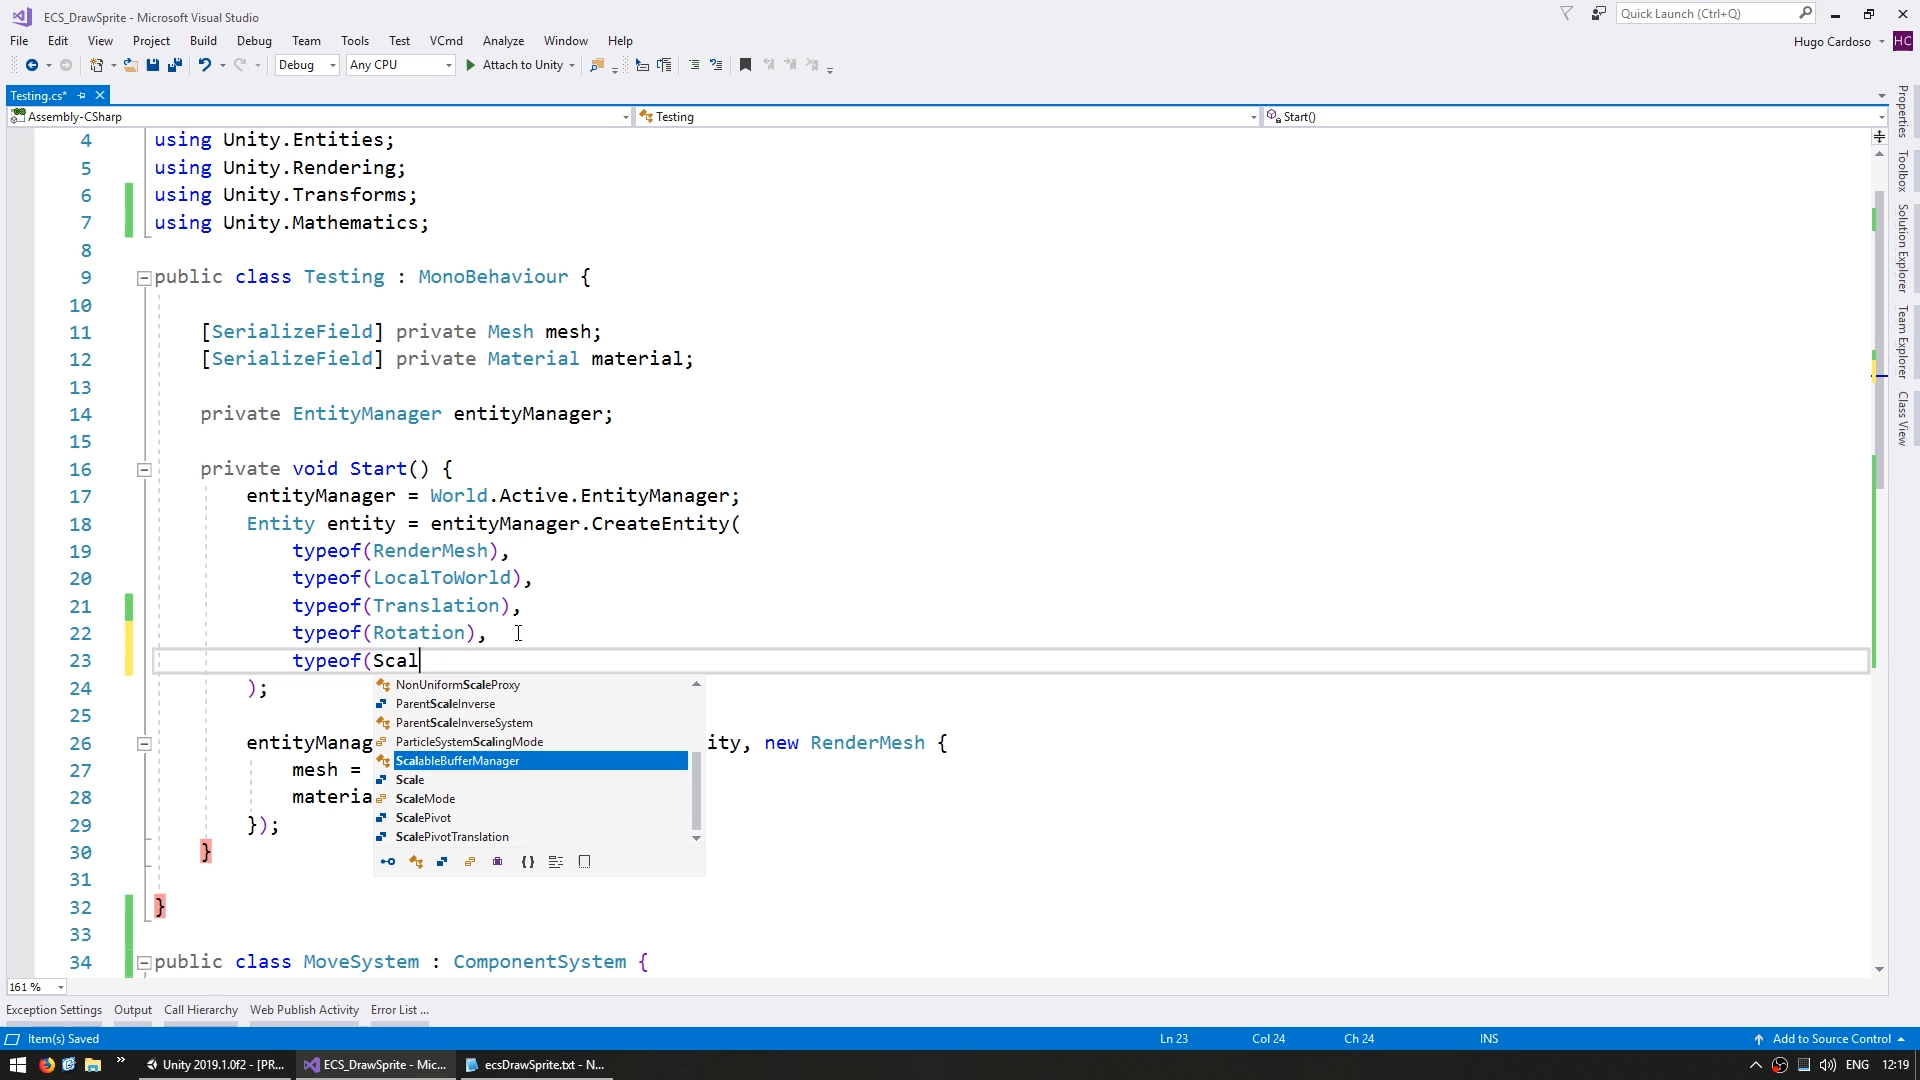 ECS_DrawSprite - Microsoft Visual Studio
Quick Launch (Ctrl+Q)
File Edit View Project Build Debug Team Tools Test VCmd Analyze Window Help
Hugo Cardoso HC
Debug Any CPU Attach to Unity
Testing.cs*
Assembly-CSharp Testing Start()
4 using Unity.Entities;
5 using Unity.Rendering;
6 using Unity.Transforms;
7 using Unity.Mathematics;
8
9 public class Testing : MonoBehaviour {
10
11 [SerializeField] private Mesh mesh;
12 [SerializeField] private Material material;
13
14 private EntityManager entityManager;
15
16 private void Start() {
17 entityManager = World.Active.EntityManager;
18 Entity entity = entityManager.CreateEntity(
19 typeof(RenderMesh),
20 typeof(LocalToWorld),
21 typeof(Translation),
22 typeof(Rotation),
23 typeof(Scal
24 );
25
26 entityManag ity, new RenderMesh {
27 mesh =
28 materia
29 });
30 }
31
32 }
33
34 public class MoveSystem : ComponentSystem {
NonUniformScaleProxy
ParentScaleInverse
ParentScaleInverseSystem
ParticleSystemScalingMode
ScalableBufferManager
Scale
ScaleMode
ScalePivot
ScalePivotTranslation
Properties
Toolbox
Solution Explorer
Team Explorer
Class View
161 %
Exception Settings Output Call Hierarchy Web Publish Activity Error List ...
Item(s) Saved Ln 23 Col 24 Ch 24 INS Add to Source Control
Unity 2019.1.0f2 - [PR... ECS_DrawSprite - Mic... ecsDrawSprite.txt - N... ENG 12:19